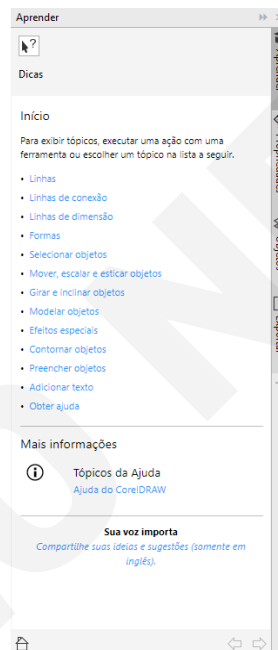 Aprender
Dicas
Início
Para exibir tópicos, executar uma ação com uma
ferramenta ou escolher um tópico na lista a seguir.
• Linhas
• Linhas de conexão
• Linhas de dimensão
• Formas
• Selecionar objetos
• Mover, escalar e esticar objetos
• Girar e inclinar objetos
• Modelar objetos
• Efeitos especiais
• Contornar objetos
• Preencher objetos
• Adicionar texto
• Obter ajuda
Mais informações
Tópicos da Ajuda
Ajuda do CorelDRAW
Sua voz importa
Compartilhe suas ideias e sugestões (somente em
inglês).